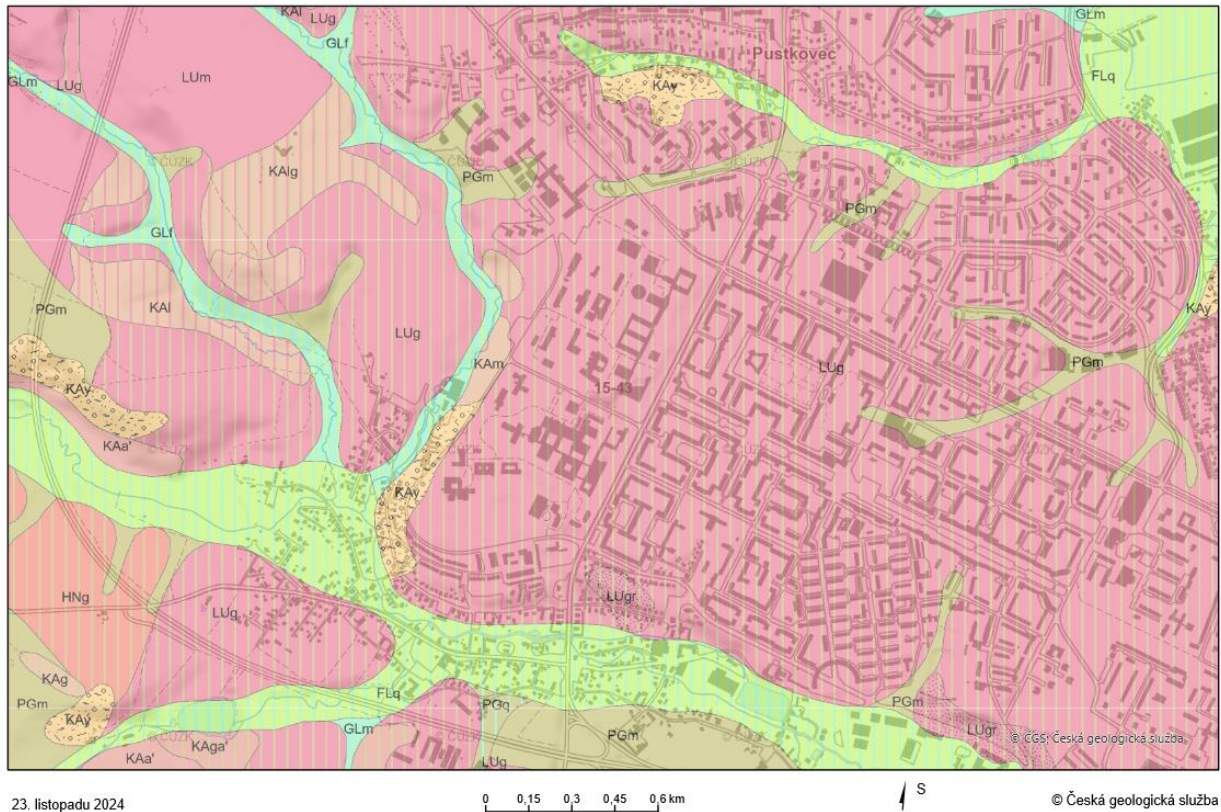 KAl
LUg
GLf
GLm
Pustkovec
GLm
LUg
LUm
KAy
FLq
© ČÚZK
KAlg
PGm
PGm
GLf
PGm
KAl
LUg
KAy
KAm
LUg
PGm
KAy
15-43
KAa'
© ČÚZK
KAy
HNg
LUg
LUgr
KAg
PGm
KAy
FLq
PGq
PGm
GLm
KAga'
KAa'
LUg
PGm
LUgr
© ČGS; Česká geologická služba
23. listopadu 2024
0 0,15 0,3 0,45 0,6 km
S
© Česká geologická služba